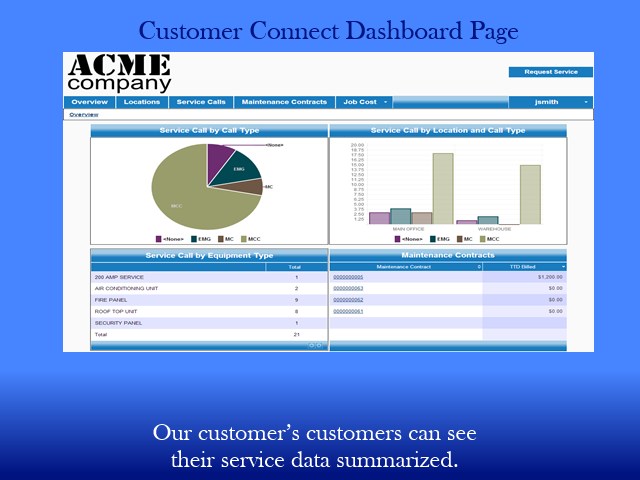 Customer Connect Dashboard Page
ACME
company
Request Service
Overview Locations Service Calls Maintenance Contracts Job Cost jsmith
Overview
Service Call by Call Type
<None>
EMG
MC
MCC
<None> EMG MC MCC
Service Call by Location and Call Type
20.00
18.75
17.50
16.25
15.00
13.75
12.50
11.25
10.00
8.75
7.50
6.25
5.00
3.75
2.50
1.25
MAIN OFFICE WAREHOUSE
<None> EMG MC MCC
Service Call by Equipment Type
Total
200 AMP SERVICE 1
AIR CONDITIONING UNIT 2
FIRE PANEL 9
ROOF TOP UNIT 8
SECURITY PANEL 1
Total 21
Maintenance Contracts
Maintenance Contract TTD Billed
0000000005 $1,200.00
0000000053 $0.00
0000000052 $0.00
0000000061 $0.00
Our customer's customers can see
their service data summarized.